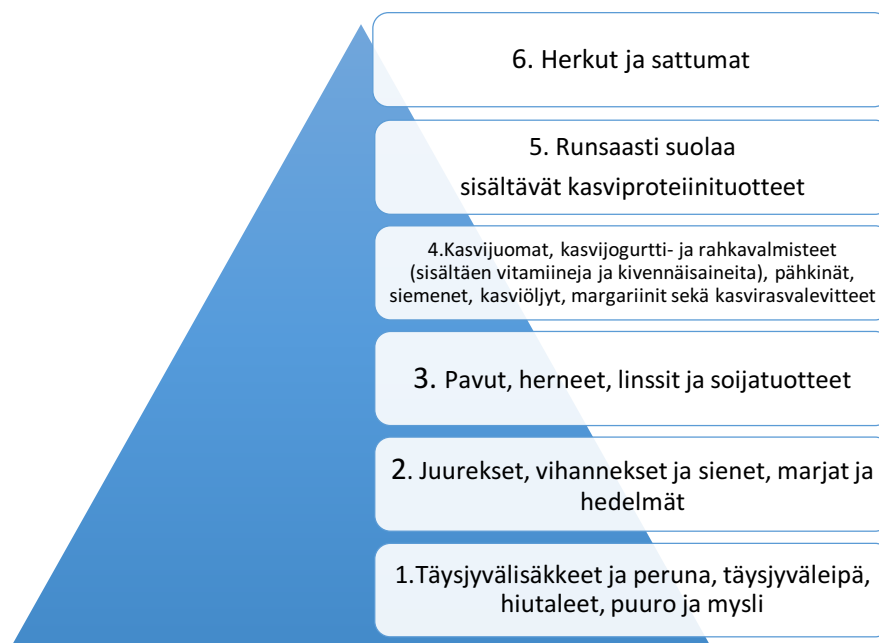 6. Herkut ja sattumat
5. Runsaasti suolaa
sisältävät kasviproteiinituotteet
4.Kasvijuomat, kasvijogurtti- ja rahkavalmisteet
(sisältäen vitamiineja ja kivennäisaineita), pähkinät,
siemenet, kasviöljyt, margariinit sekä kasvirasvalevitteet
3. Pavut, herneet, linssit ja soijatuotteet
2. Juurekset, vihannekset ja sienet, marjat ja
hedelmät
1.Täysjyvälisäkkeet ja peruna, täysjyväleipä,
hiutaleet, puuro ja mysli